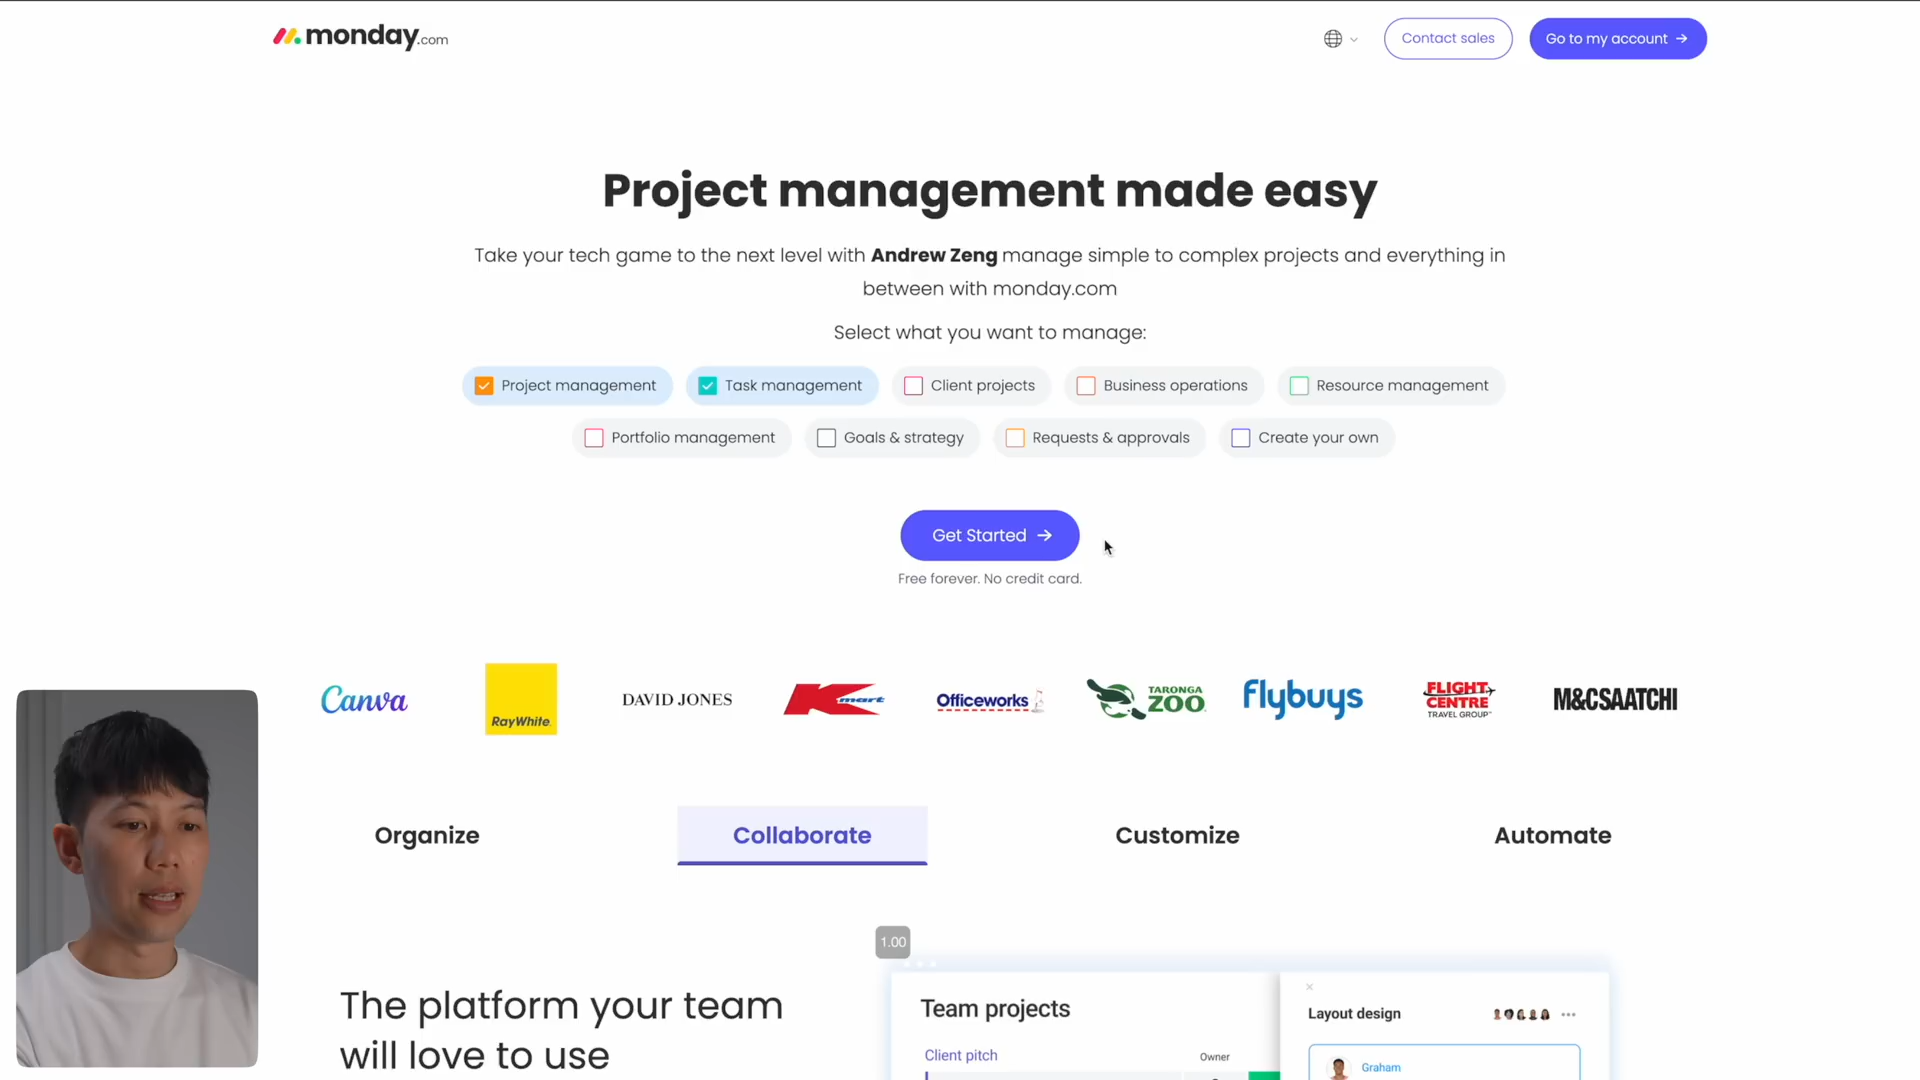 monday.com
Contact sales
Go to my account →
Project management made easy
Take your tech game to the next level with Andrew Zeng manage simple to complex projects and everything in
between with monday.com
Select what you want to manage:
Project management
Task management
Client projects
Business operations
Resource management
Portfolio management
Goals & strategy
Requests & approvals
Create your own
Get Started →
Free forever. No credit card.
Canva
RayWhite.
DAVID JONES
Kmart
Officeworks
TARONGA
ZOO
flybuys
FLIGHT
CENTRE
TRAVEL GROUP™
M&CSAATCHI
Organize
Collaborate
Customize
Automate
1.00
The platform your team
will love to use
Team projects
Client pitch
Owner
Layout design
Graham